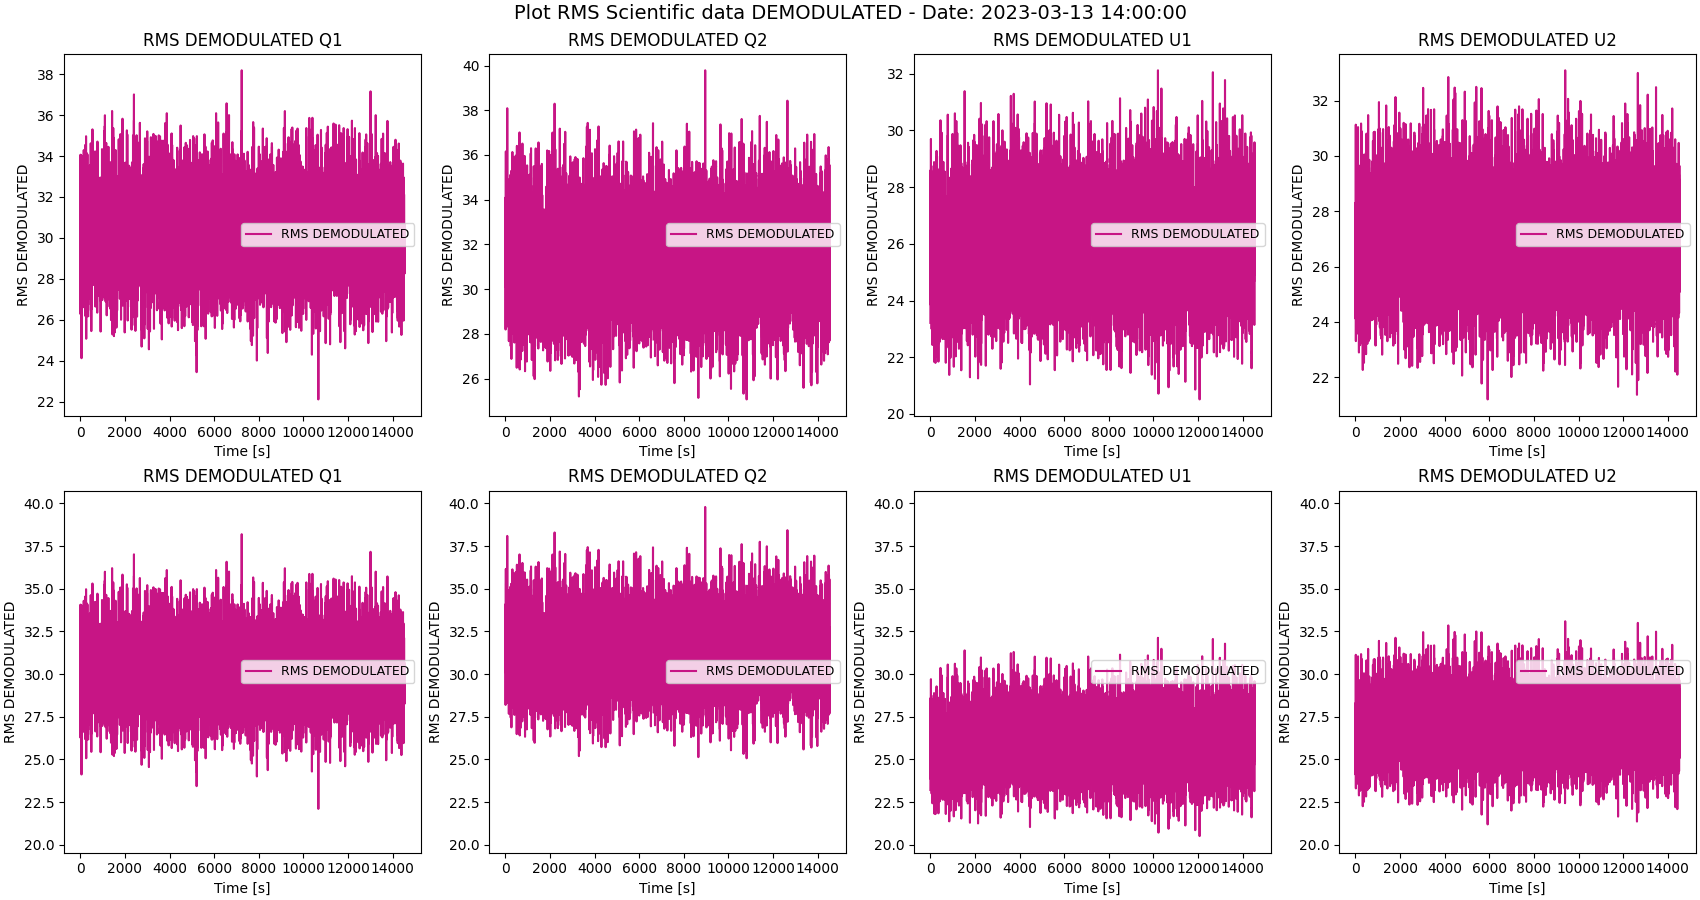 Plot RMS Scientific data DEMODULATED - Date: 2023-03-13 14:00:00
RMS DEMODULATED Q1
RMS DEMODULATED
38
36
34
32
30
28
26
24
22
RMS DEMODULATED
0 2000 4000 6000 8000 10000 12000 14000
Time [s]
RMS DEMODULATED Q2
RMS DEMODULATED
40
38
36
34
32
30
28
26
RMS DEMODULATED
0 2000 4000 6000 8000 10000 12000 14000
Time [s]
RMS DEMODULATED U1
RMS DEMODULATED
32
30
28
26
24
22
20
RMS DEMODULATED
0 2000 4000 6000 8000 10000 12000 14000
Time [s]
RMS DEMODULATED U2
RMS DEMODULATED
32
30
28
26
24
22
RMS DEMODULATED
0 2000 4000 6000 8000 10000 12000 14000
Time [s]
RMS DEMODULATED Q1
RMS DEMODULATED
40.0
37.5
35.0
32.5
30.0
27.5
25.0
22.5
20.0
RMS DEMODULATED
0 2000 4000 6000 8000 10000 12000 14000
Time [s]
RMS DEMODULATED Q2
RMS DEMODULATED
40.0
37.5
35.0
32.5
30.0
27.5
25.0
22.5
20.0
RMS DEMODULATED
0 2000 4000 6000 8000 10000 12000 14000
Time [s]
RMS DEMODULATED U1
RMS DEMODULATED
40.0
37.5
35.0
32.5
30.0
27.5
25.0
22.5
20.0
RMS DEMODULATED
0 2000 4000 6000 8000 10000 12000 14000
Time [s]
RMS DEMODULATED U2
RMS DEMODULATED
40.0
37.5
35.0
32.5
30.0
27.5
25.0
22.5
20.0
RMS DEMODULATED
0 2000 4000 6000 8000 10000 12000 14000
Time [s]